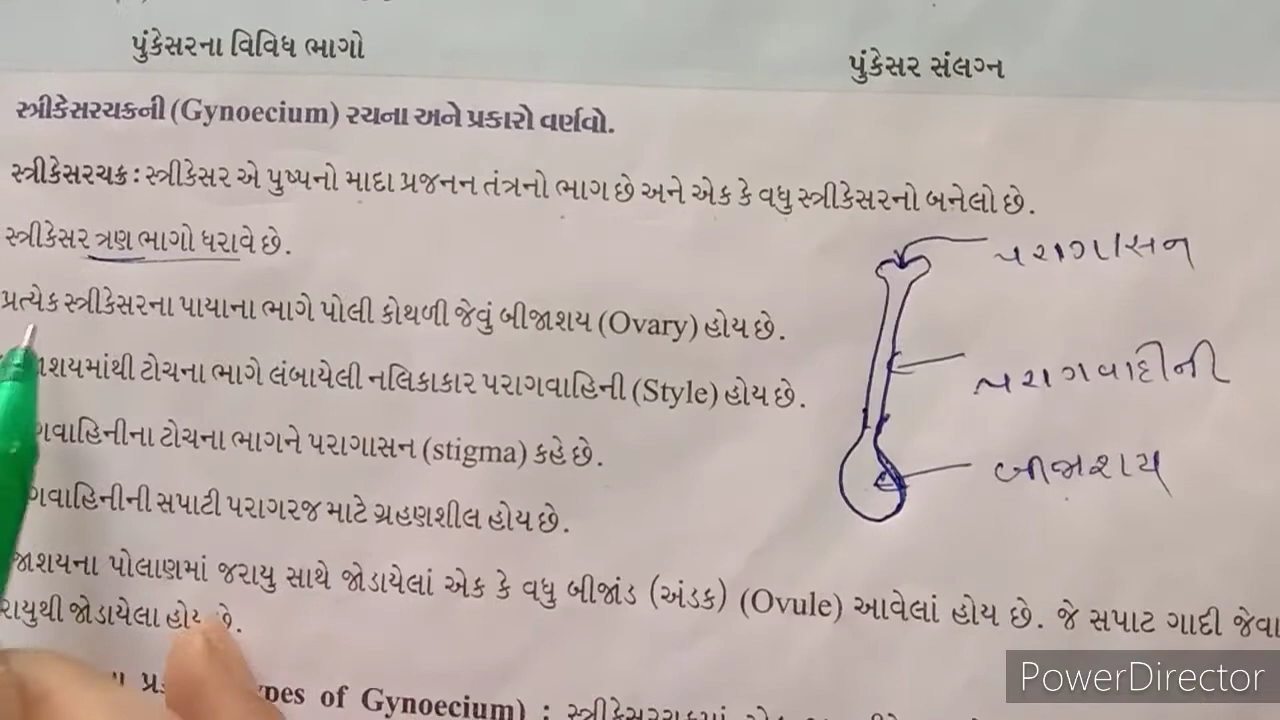 પુંકેસરના વિવિધ ભાગો
પુંકેસર સંલગ્ન
સ્ત્રીકેસરચક્રની (Gynoecium) રચના અને પ્રકારો વર્ણવો.
સ્ત્રીકેસરચક્ર : સ્ત્રીકેસર એ પુષ્પનો માદા પ્રજનન તંત્રનો ભાગ છે અને એક કે વધુ સ્ત્રીકેસરનો બનેલો છે.
સ્ત્રીકેસર ત્રણ ભાગો ધરાવે છે.
પ્રત્યેક સ્ત્રીકેસરના પાયાના ભાગે પોલી કોથળી જેવું બીજાશય (Ovary) હોય છે.
ાશયમાંથી ટોચના ભાગે લંબાયેલી નલિકાકાર પરાગવાહિની (Style) હોય છે.
ગવાહિનીના ટોચના ભાગને પરાગાસન (stigma) કહે છે.
ગવાહિનીની સપાટી પરાગરજ માટે ગ્રહણશીલ હોય છે.
જાશયના પોલાણમાં જરાયુ સાથે જોડાયેલાં એક કે વધુ બીજાંડ (અંડક) (Ovule) આવેલાં હોય છે. જે સપાટ ગાદી જેવા
રાયુથી જોડાયેલા હોય છે.
પ્ર pes of Gynoecium) : સ્ત્રીકેસરચક્રમાં
પરાગાસન
પરાગવાહીની
બીજાશય
PowerDirector